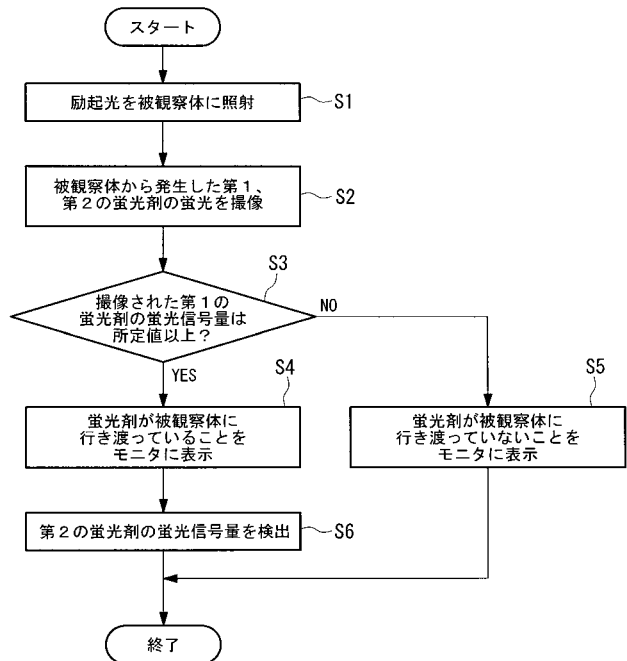 スタート
励起光を被観察体に照射
S1
被観察体から発生した第1、
第2の蛍光剤の蛍光を撮像
S2
S3
撮像された第1の
蛍光剤の蛍光信号量は
所定値以上?
NO
YES
S4
蛍光剤が被観察体に
行き渡っていることを
モニタに表示
S5
蛍光剤が被観察体に
行き渡っていないことを
モニタに表示
第2の蛍光剤の蛍光信号量を検出
S6
終了